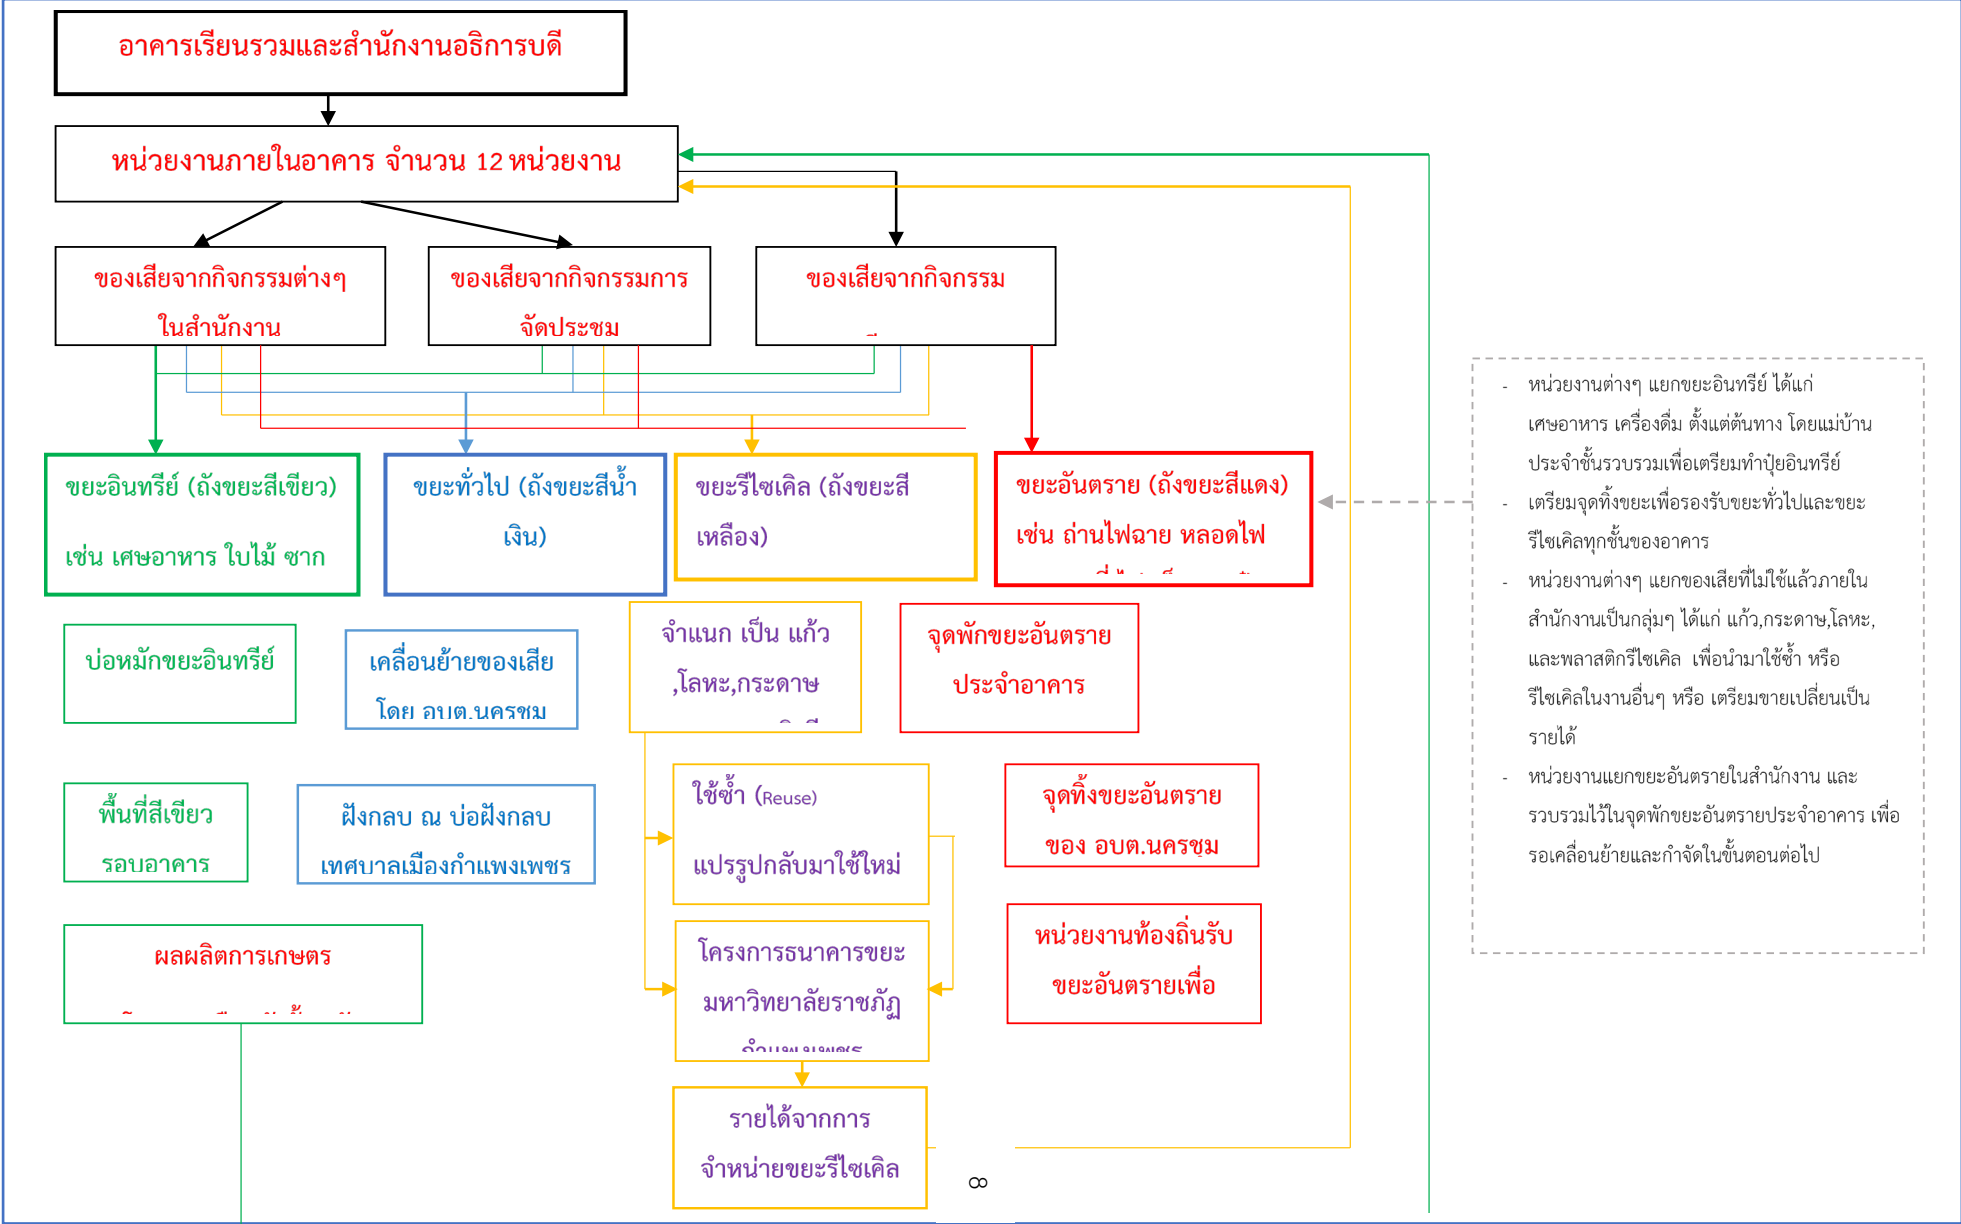 อาคารเรียนรวมและสำนักงานอธิการบดี
หน่วยงานภายในอาคาร จำนวน 12 หน่วยงาน
ของเสียจากกิจกรรมต่างๆ
ในสำนักงาน
ของเสียจากกิจกรรมการ
จัดประชุม
ของเสียจากกิจกรรม
ขยะอินทรีย์ (ถังขยะสีเขียว)
เช่น เศษอาหาร ใบไม้ ซาก
ขยะทั่วไป (ถังขยะสีน้ำ
เงิน)
ขยะรีไซเคิล (ถังขยะสี
เหลือง)
ขยะอันตราย (ถังขยะสีแดง)
เช่น ถ่านไฟฉาย หลอดไฟ
บ่อหมักขยะอินทรีย์
เคลื่อนย้ายของเสีย
โดย อบต.นครชุม
จำแนก เป็น แก้ว
,โลหะ,กระดาษ
จุดพักขยะอันตราย
ประจำอาคาร
พื้นที่สีเขียว
รอบอาคาร
ฝังกลบ ณ บ่อฝังกลบ
เทศบาลเมืองกำแพงเพชร
ใช้ซ้ำ (Reuse)
แปรรูปกลับมาใช้ใหม่
จุดทิ้งขยะอันตราย
ของ อบต.นครชุม
ผลผลิตการเกษตร
โครงการธนาคารขยะ
มหาวิทยาลัยราชภัฏ
กำแพงเพชร
หน่วยงานท้องถิ่นรับ
ขยะอันตรายเพื่อ
รายได้จากการ
จำหน่ายขยะรีไซเคิล
- หน่วยงานต่างๆ แยกขยะอินทรีย์ ได้แก่
เศษอาหาร เครื่องดื่ม ตั้งแต่ต้นทาง โดยแม่บ้าน
ประจำชั้นรวบรวมเพื่อเตรียมทำปุ๋ยอินทรีย์
- เตรียมจุดทิ้งขยะเพื่อรองรับขยะทั่วไปและขยะ
รีไซเคิลทุกชั้นของอาคาร
- หน่วยงานต่างๆ แยกของเสียที่ไม่ใช้แล้วภายใน
สำนักงานเป็นกลุ่มๆ ได้แก่ แก้ว,กระดาษ,โลหะ,
และพลาสติกรีไซเคิล เพื่อนำมาใช้ซ้ำ หรือ
รีไซเคิลในงานอื่นๆ หรือ เตรียมขายเปลี่ยนเป็น
รายได้
- หน่วยงานแยกขยะอันตรายในสำนักงาน และ
รวบรวมไว้ในจุดพักขยะอันตรายประจำอาคาร เพื่อ
รอเคลื่อนย้ายและกำจัดในขั้นตอนต่อไป
8